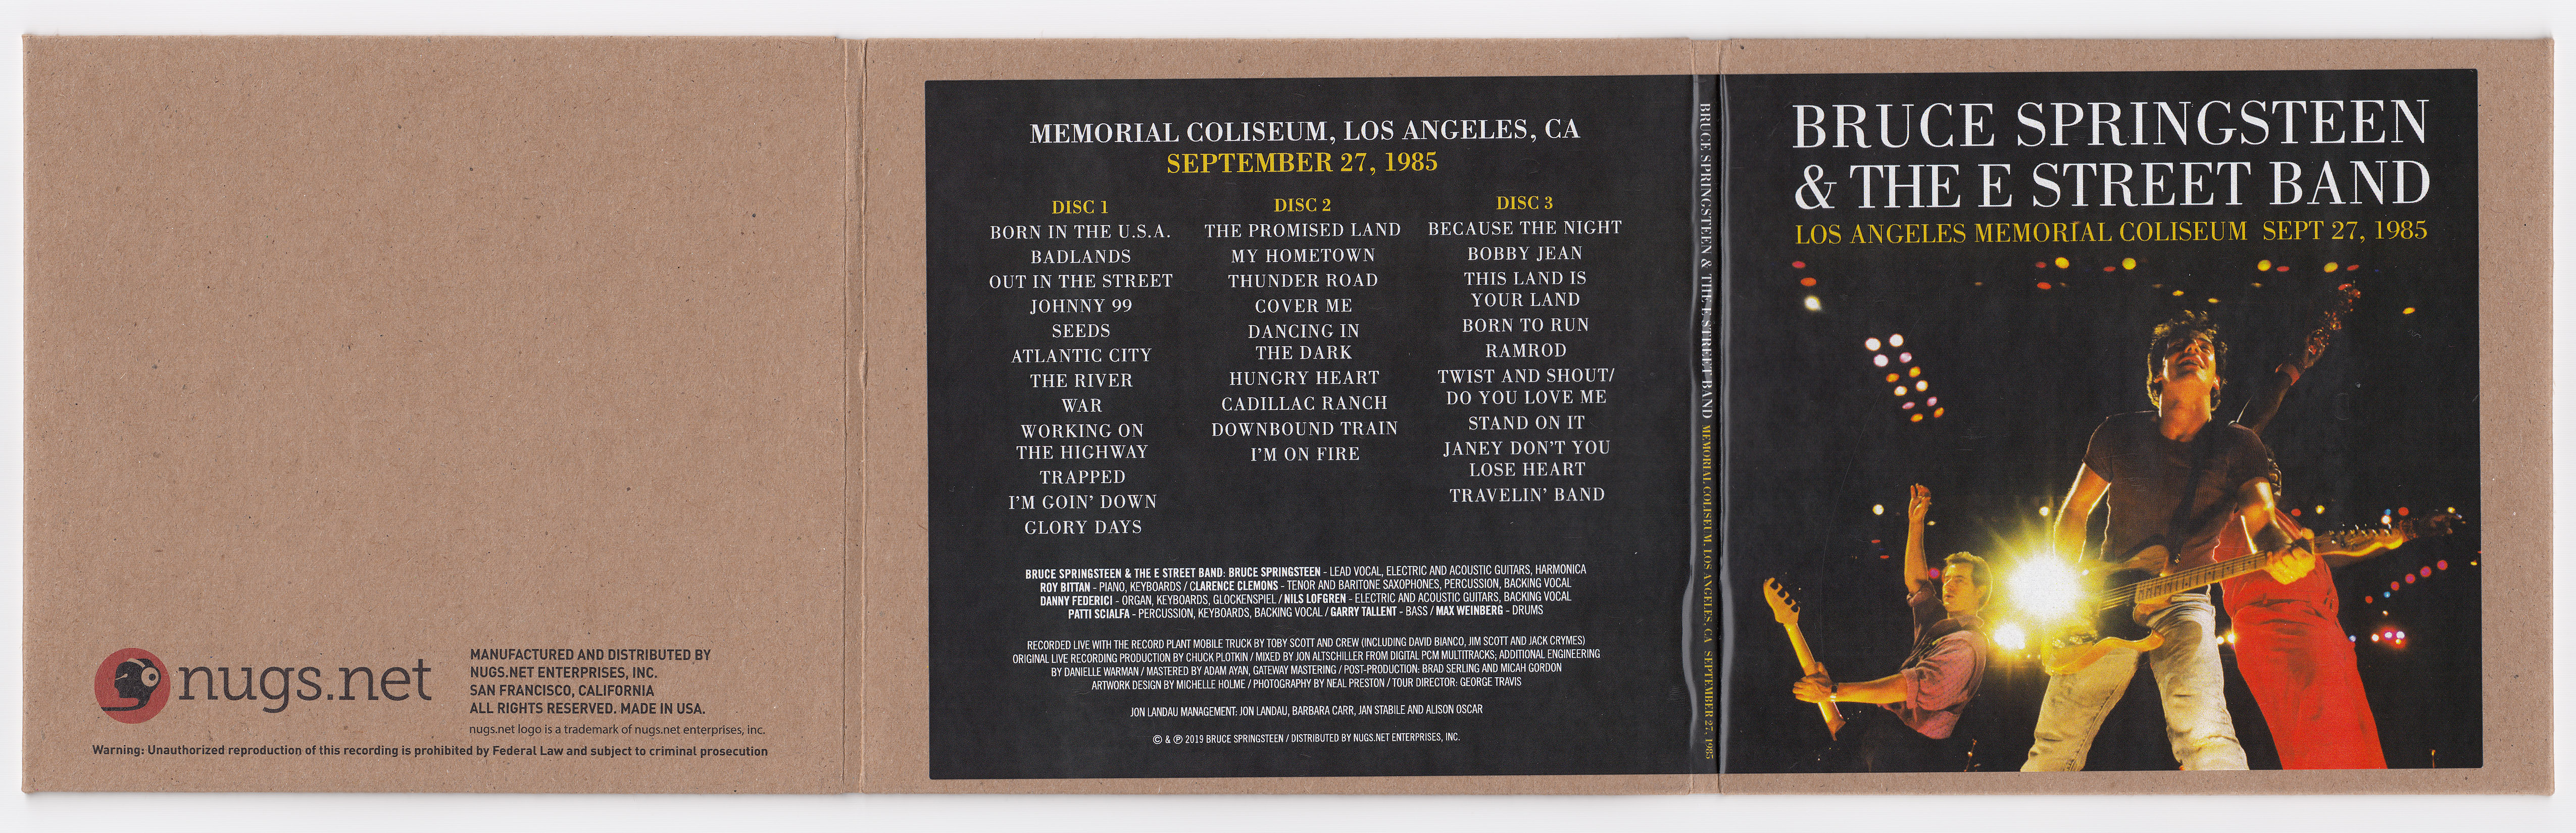 nugs.net
MANUFACTURED AND DISTRIBUTED BY
NUGS.NET ENTERPRISES, INC.
SAN FRANCISCO, CALIFORNIA
ALL RIGHTS RESERVED. MADE IN USA.
nugs.net logo is a trademark of nugs.net enterprises, inc.
Warning: Unauthorized reproduction of this recording is prohibited by Federal Law and subject to criminal prosecution
MEMORIAL COLISEUM, LOS ANGELES, CA
SEPTEMBER 27, 1985
DISC 1
BORN IN THE U.S.A.
BADLANDS
OUT IN THE STREET
JOHNNY 99
SEEDS
ATLANTIC CITY
THE RIVER
WAR
WORKING ON
THE HIGHWAY
TRAPPED
I'M GOIN' DOWN
GLORY DAYS
DISC 2
THE PROMISED LAND
MY HOMETOWN
THUNDER ROAD
COVER ME
DANCING IN
THE DARK
HUNGRY HEART
CADILLAC RANCH
DOWNBOUND TRAIN
I'M ON FIRE
DISC 3
BECAUSE THE NIGHT
BOBBY JEAN
THIS LAND IS
YOUR LAND
BORN TO RUN
RAMROD
TWIST AND SHOUT/
DO YOU LOVE ME
STAND ON IT
JANEY DON'T YOU
LOSE HEART
TRAVELIN' BAND
BRUCE SPRINGSTEEN & THE E STREET BAND: BRUCE SPRINGSTEEN - LEAD VOCAL, ELECTRIC AND ACOUSTIC GUITARS, HARMONICA
ROY BITTAN - PIANO, KEYBOARDS / CLARENCE CLEMONS - TENOR AND BARITONE SAXOPHONES, PERCUSSION, BACKING VOCAL
DANNY FEDERICI - ORGAN, KEYBOARDS, GLOCKENSPIEL / NILS LOFGREN - ELECTRIC AND ACOUSTIC GUITARS, BACKING VOCAL
PATTI SCIALFA - PERCUSSION, KEYBOARDS, BACKING VOCAL / GARRY TALLENT - BASS / MAX WEINBERG - DRUMS
RECORDED LIVE WITH THE RECORD PLANT MOBILE TRUCK BY TOBY SCOTT AND CREW (INCLUDING DAVID BIANCO, JIM SCOTT AND JACK CRYMES)
ORIGINAL LIVE RECORDING PRODUCTION BY CHUCK PLOTKIN / MIXED BY JON ALTSCHILLER FROM DIGITAL PCM MULTITRACKS; ADDITIONAL ENGINEERING
BY DANIELLE WARMAN / MASTERED BY ADAM AYAN, GATEWAY MASTERING / POST-PRODUCTION: BRAD SERLING AND MICAH GORDON
ARTWORK DESIGN BY MICHELLE HOLME / PHOTOGRAPHY BY NEAL PRESTON / TOUR DIRECTOR: GEORGE TRAVIS
JON LANDAU MANAGEMENT: JON LANDAU, BARBARA CARR, JAN STABILE AND ALISON OSCAR
© & ℗ 2019 BRUCE SPRINGSTEEN / DISTRIBUTED BY NUGS.NET ENTERPRISES, INC.
BRUCE SPRINGSTEEN & THE E STREET BAND MEMORIAL COLISEUM, LOS ANGELES, CA SEPTEMBER 27, 1985
BRUCE SPRINGSTEEN
& THE E STREET BAND
LOS ANGELES MEMORIAL COLISEUM SEPT 27, 1985